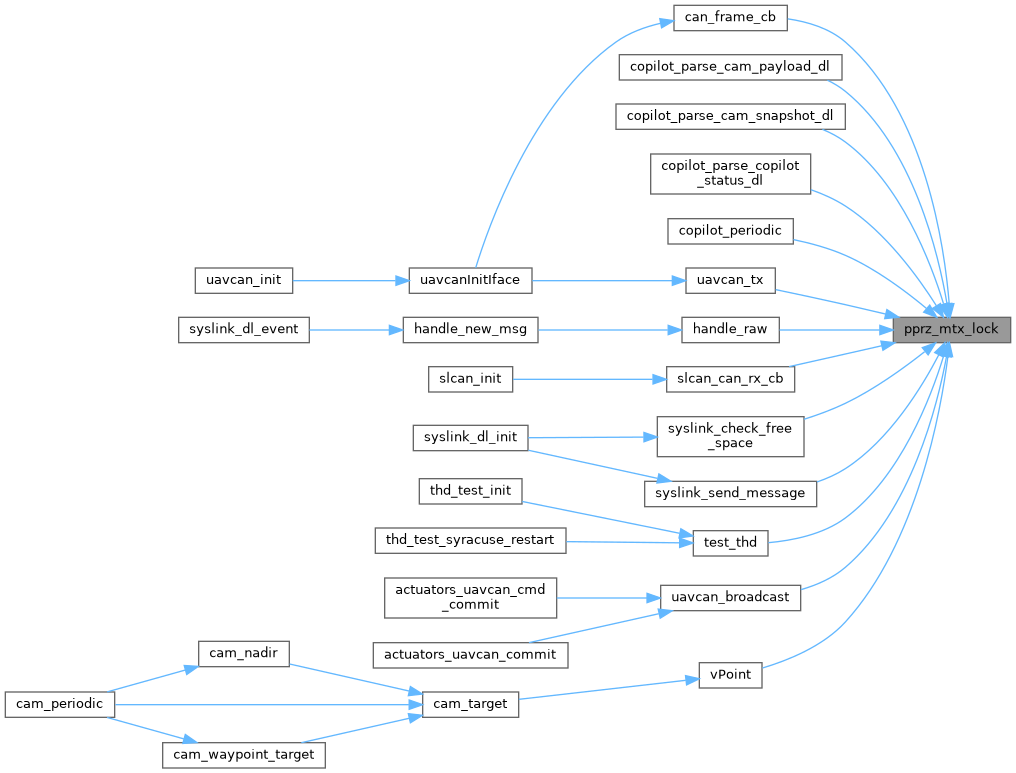 can_frame_cb
copilot_parse_cam_payload_dl
copilot_parse_cam_snapshot_dl
copilot_parse_copilot
_status_dl
copilot_periodic
uavcan_init
uavcanInitIface
uavcan_tx
syslink_dl_event
handle_new_msg
handle_raw
pprz_mtx_lock
slcan_init
slcan_can_rx_cb
syslink_dl_init
syslink_check_free
_space
syslink_send_message
thd_test_init
thd_test_syracuse_restart
test_thd
actuators_uavcan_cmd
_commit
uavcan_broadcast
actuators_uavcan_commit
cam_nadir
vPoint
cam_periodic
cam_target
cam_waypoint_target